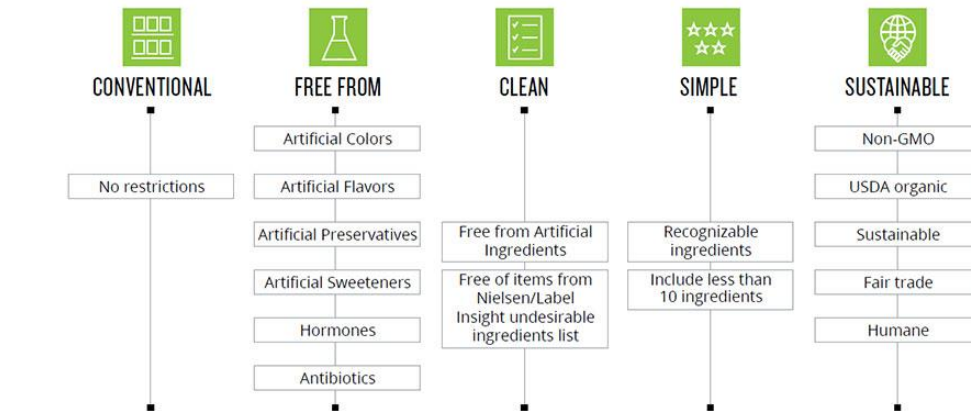 CONVENTIONAL
No restrictions
FREE FROM
Artificial Colors
Artificial Flavors
Artificial Preservatives
Artificial Sweeteners
Hormones
Antibiotics
CLEAN
Free from Artificial
Ingredients
Free of items from
Nielsen/Label
Insight undesirable
ingredients list
SIMPLE
Recognizable
ingredients
Include less than
10 ingredients
SUSTAINABLE
Non-GMO
USDA organic
Sustainable
Fair trade
Humane